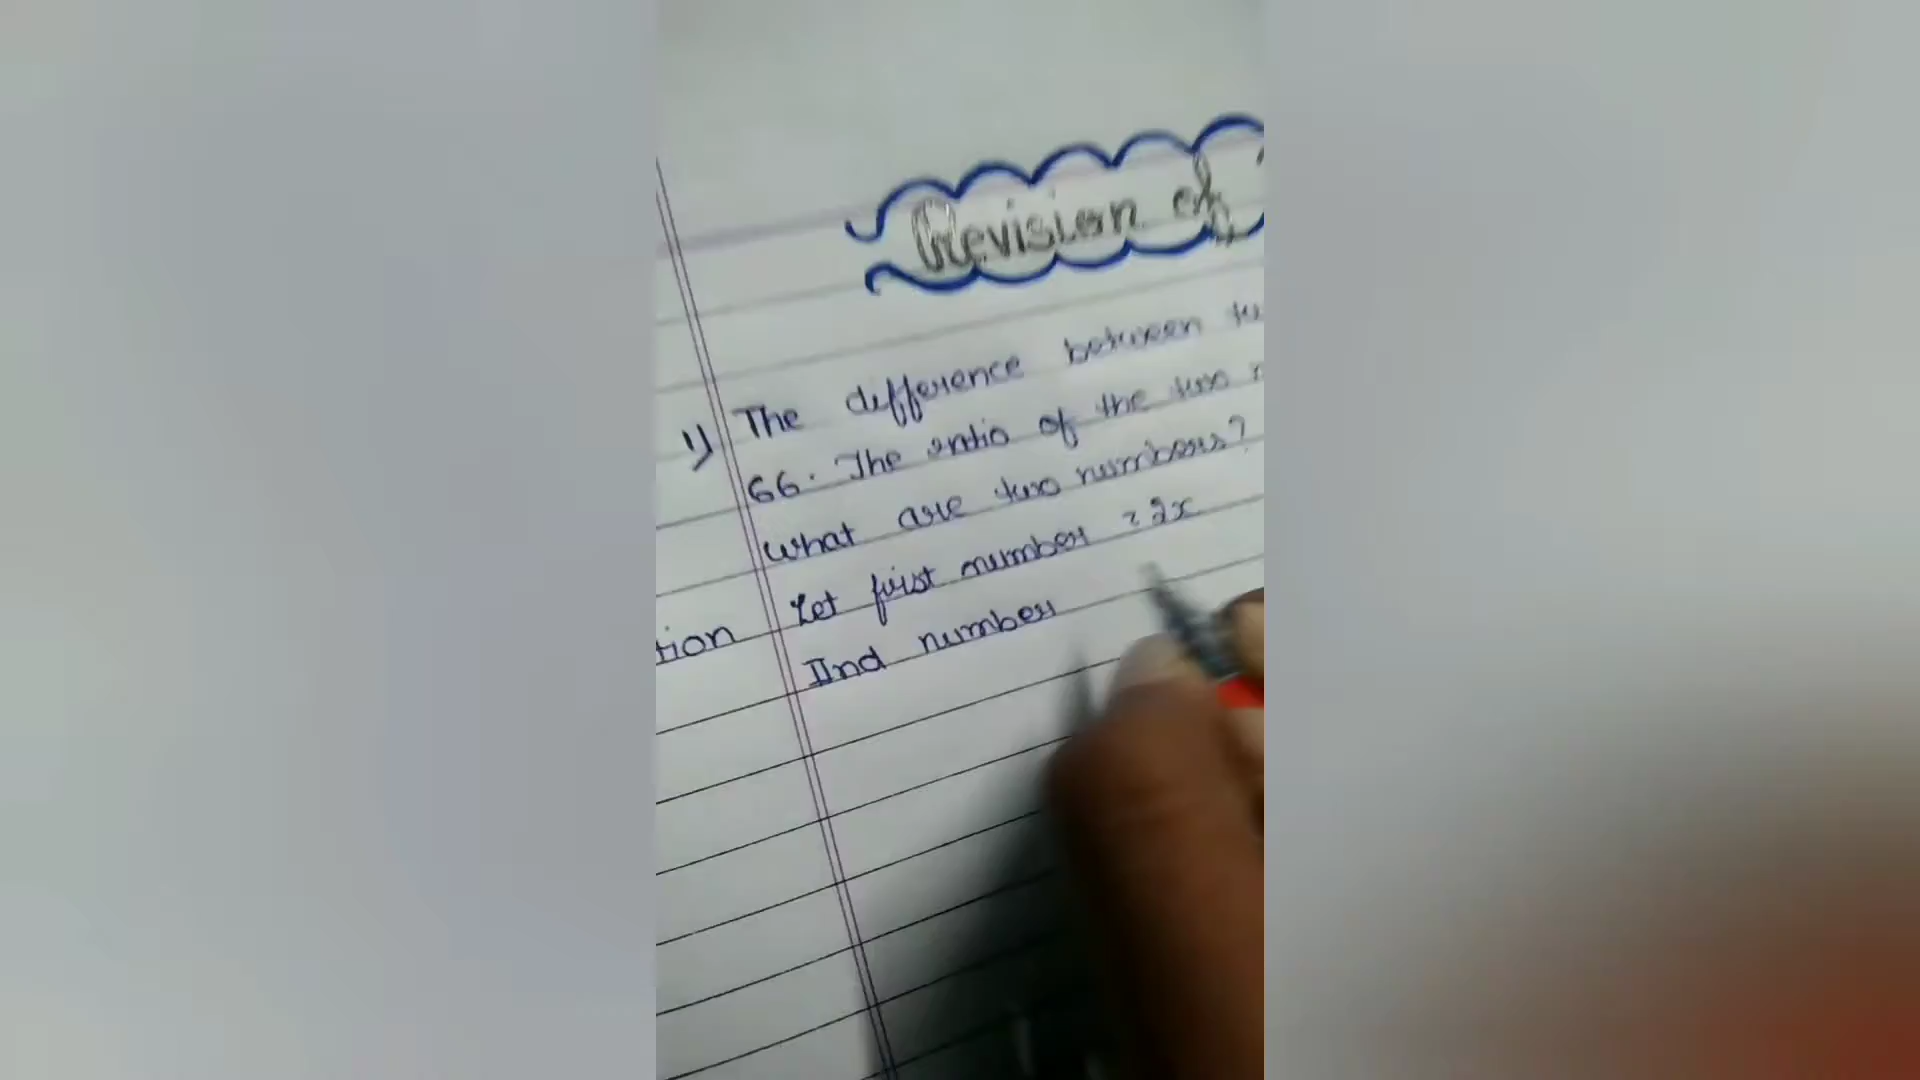 Revision of
1) The difference between
66. The ratio of the two
what are two numbers?
Let first number = 2x
IInd number